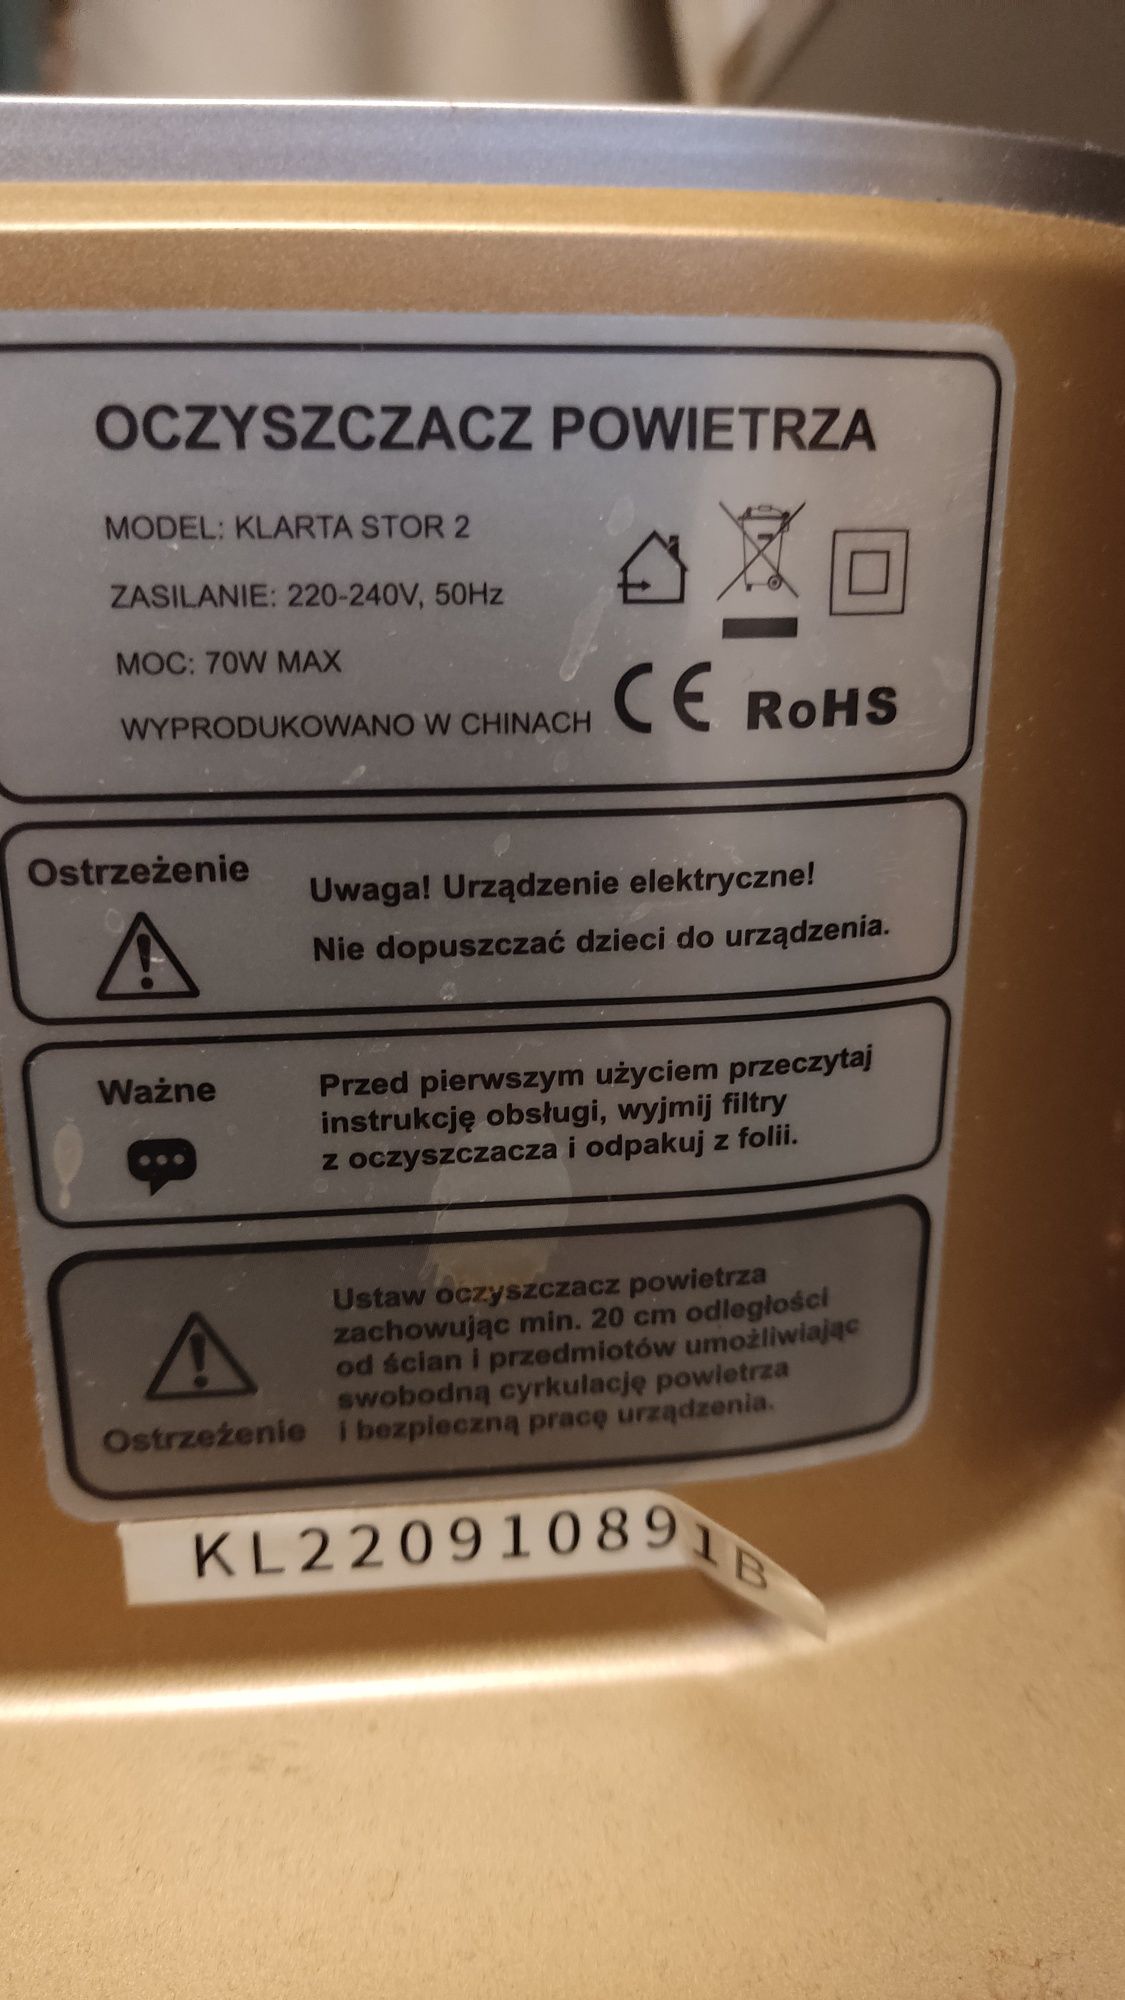 OCZYSZCZACZ POWIETRZA
MODEL: KLARTA STOR 2
ZASILANIE: 220-240V, 50Hz
MOC: 70W MAX
WYPRODUKOWANO W CHINACH
CE RoHS
Ostrzeżenie
Uwaga! Urządzenie elektryczne!
Nie dopuszczać dzieci do urządzenia.
Ważne
Przed pierwszym użyciem przeczytaj
instrukcję obsługi, wyjmij filtry
z oczyszczacza i odpakuj z folii.
Ustaw oczyszczacz powietrza
zachowując min. 20 cm odległości
od ścian i przedmiotów umożliwiając
swobodną cyrkulację powietrza
i bezpieczną pracę urządzenia.
Ostrzeżenie
KL2209108991B